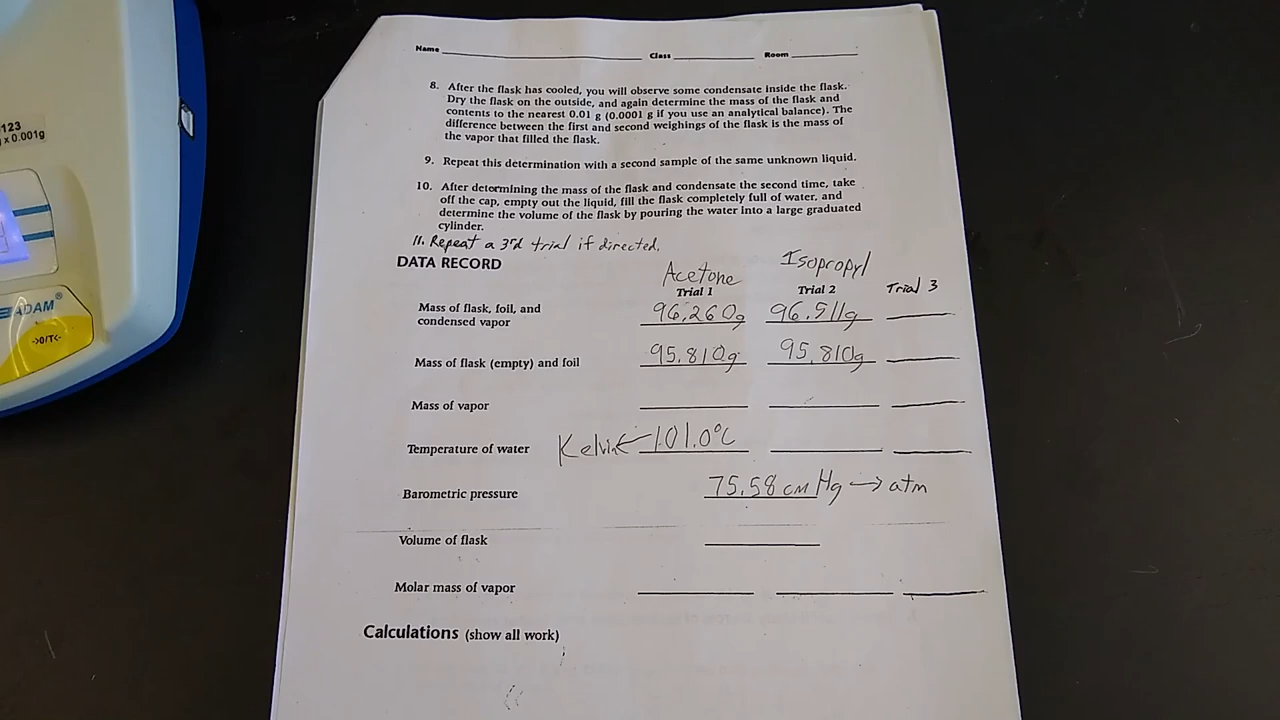 123
x 0.001g
ADAM®
->0/T<-
Name Class Room
8. After the flask has cooled, you will observe some condensate inside the flask.
Dry the flask on the outside, and again determine the mass of the flask and
contents to the nearest 0.01 g (0.0001 g if you use an analytical balance). The
difference between the first and second weighings of the flask is the mass of
the vapor that filled the flask.
9. Repeat this determination with a second sample of the same unknown liquid.
10. After determining the mass of the flask and condensate the second time, take
off the cap, empty out the liquid, fill the flask completely full of water, and
determine the volume of the flask by pouring the water into a large graduated
cylinder.
11. Repeat a 3rd trial if directed.
DATA RECORD
Acetone Isopropyl
Trial 1 Trial 2 Trial 3
Mass of flask, foil, and
condensed vapor 96.260g 96.511g
Mass of flask (empty) and foil 95.810g 95.810g
Mass of vapor
Temperature of water Kelvin ← 101.0°C
Barometric pressure 75.58 cm Hg → atm
Volume of flask
Molar mass of vapor
Calculations (show all work)